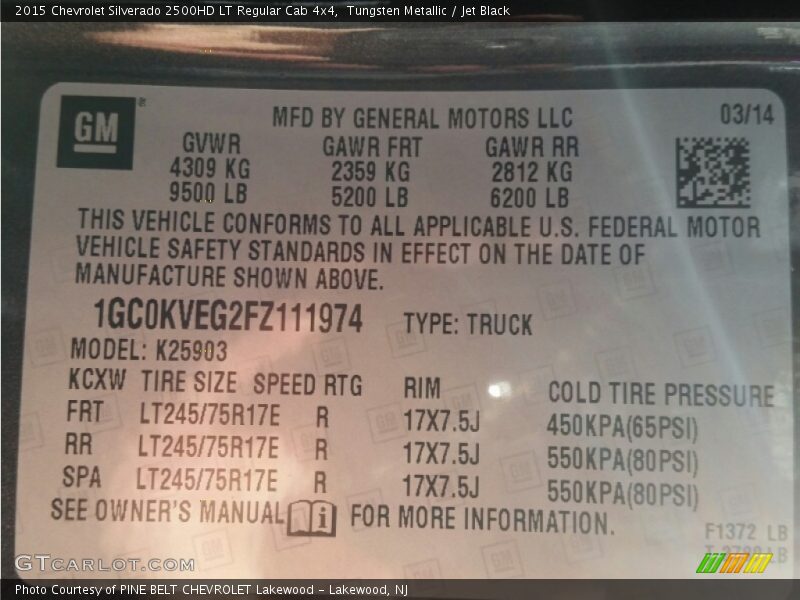 2015 Chevrolet Silverado 2500HD LT Regular Cab 4x4, Tungsten Metallic / Jet Black
GM ®
MFD BY GENERAL MOTORS LLC 03/14
GVWR GAWR FRT GAWR RR
4309 KG 2359 KG 2812 KG
9500 LB 5200 LB 6200 LB
THIS VEHICLE CONFORMS TO ALL APPLICABLE U.S. FEDERAL MOTOR
VEHICLE SAFETY STANDARDS IN EFFECT ON THE DATE OF
MANUFACTURE SHOWN ABOVE.
1GC0KVEG2FZ111974 TYPE: TRUCK
MODEL: K25903
KCXW TIRE SIZE SPEED RTG RIM COLD TIRE PRESSURE
FRT LT245/75R17E R 17X7.5J 450KPA(65PSI)
RR LT245/75R17E R 17X7.5J 550KPA(80PSI)
SPA LT245/75R17E R 17X7.5J 550KPA(80PSI)
SEE OWNER'S MANUAL i FOR MORE INFORMATION.
F1372 LB
GTCARLOT.COM
Photo Courtesy of PINE BELT CHEVROLET Lakewood - Lakewood, NJ